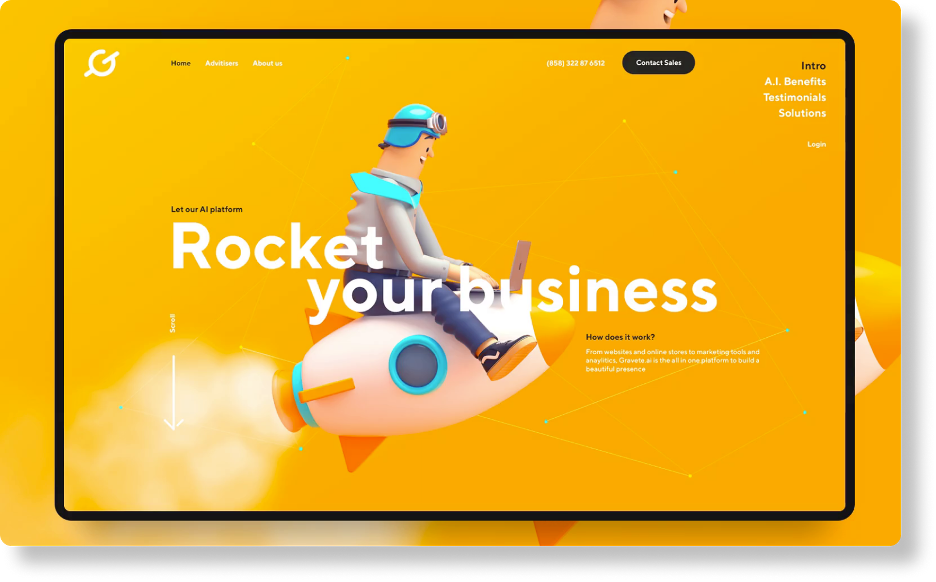 Home Advitisers About us (858) 322 87 6512 Contact Sales
Intro
A.I. Benefits
Testimonials
Solutions
Login
Let our AI platform
Rocket
your business
Scroll
How does it work?
From websites and online stores to marketing tools and
anaylitics, Gravete.ai is the all in one platform to build a
beautiful presence